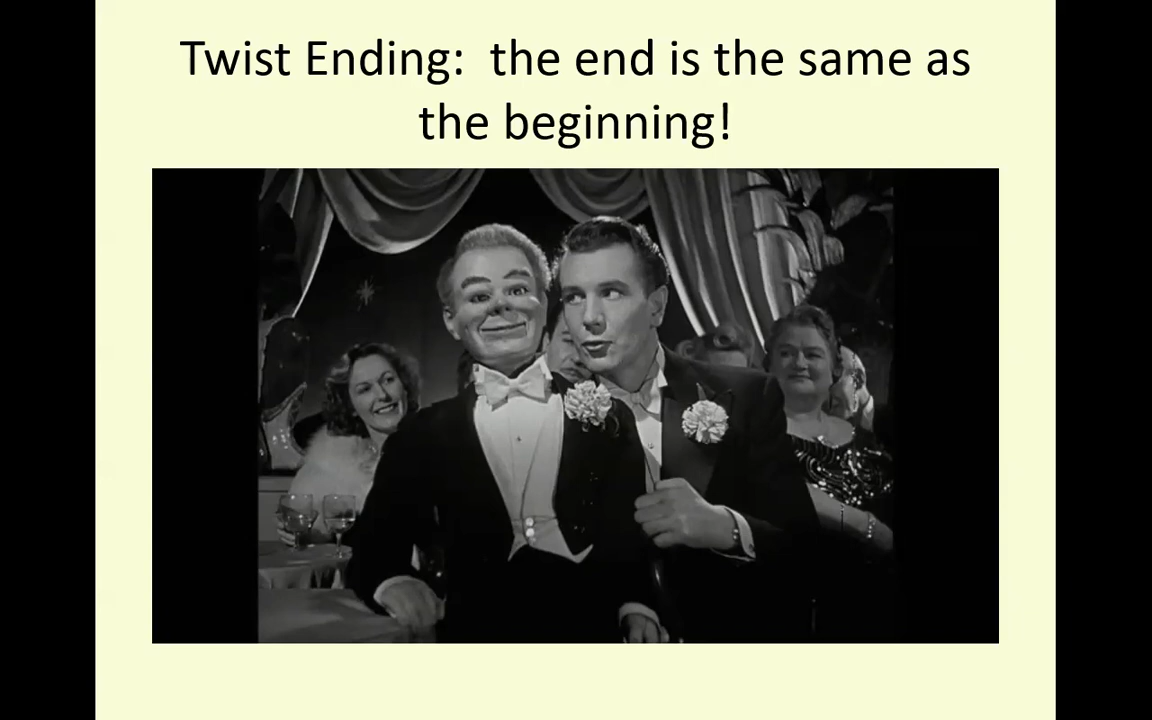 Twist Ending:  the end is the same as
the beginning!